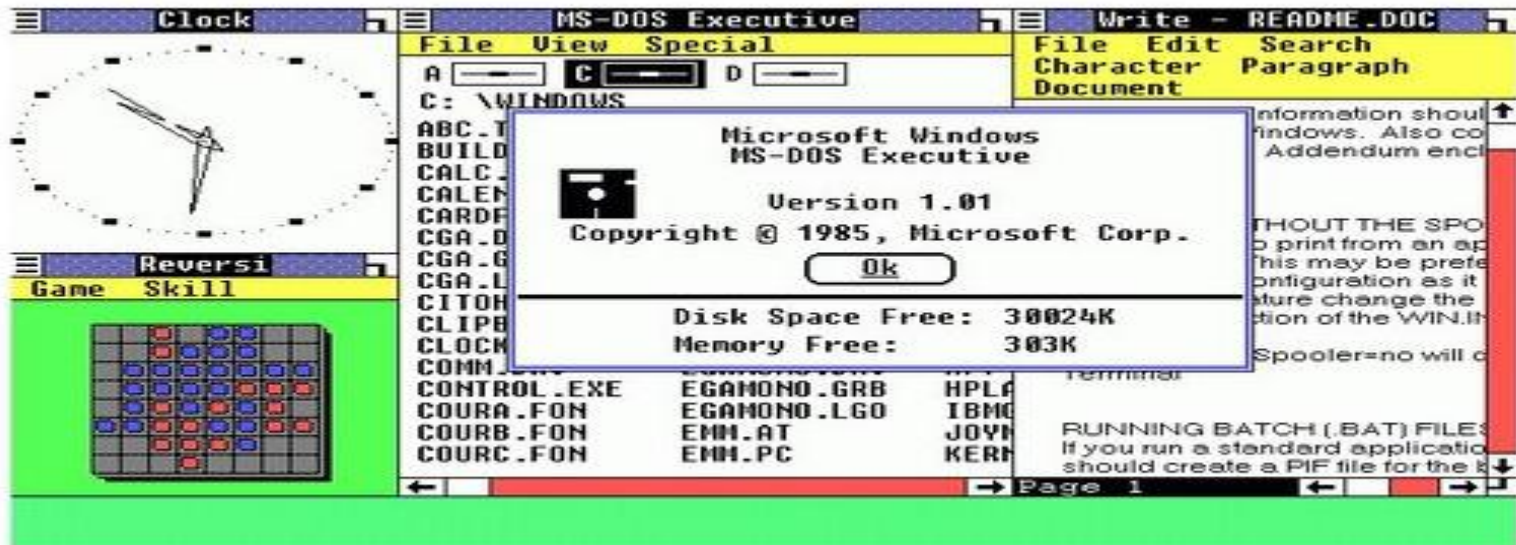 Clock
MS-DOS Executive
Write - README.DOC
File View Special
File Edit Search
Character Paragraph
Document
A C D
C: \WINDOWS
ABC.T
BUILD
CALC.
CALEN
CARDF
CGA.D
CGA.G
CGA.L
CITOH
CLIPB
CLOCK
COMM.
CONTROL.EXE EGAMONO.GRB HPLA
COURA.FON EGAMONO.LGO IBMG
COURB.FON EMM.AT JOYM
COURC.FON EMM.PC KERN
Microsoft Windows
MS-DOS Executive
Version 1.01
Copyright © 1985, Microsoft Corp.
Ok
Disk Space Free: 30024K
Memory Free: 303K
nformation shoul
indows. Also co
Addendum encl
THOUT THE SPO
o print from an ap
his may be prefe
onfiguration as it
ture change the
tion of the WIN.IN
Spooler=no will d
Terminal
RUNNING BATCH (.BAT) FILES
If you run a standard applicatio
should create a PIF file for the b
Page 1
Reversi
Game Skill